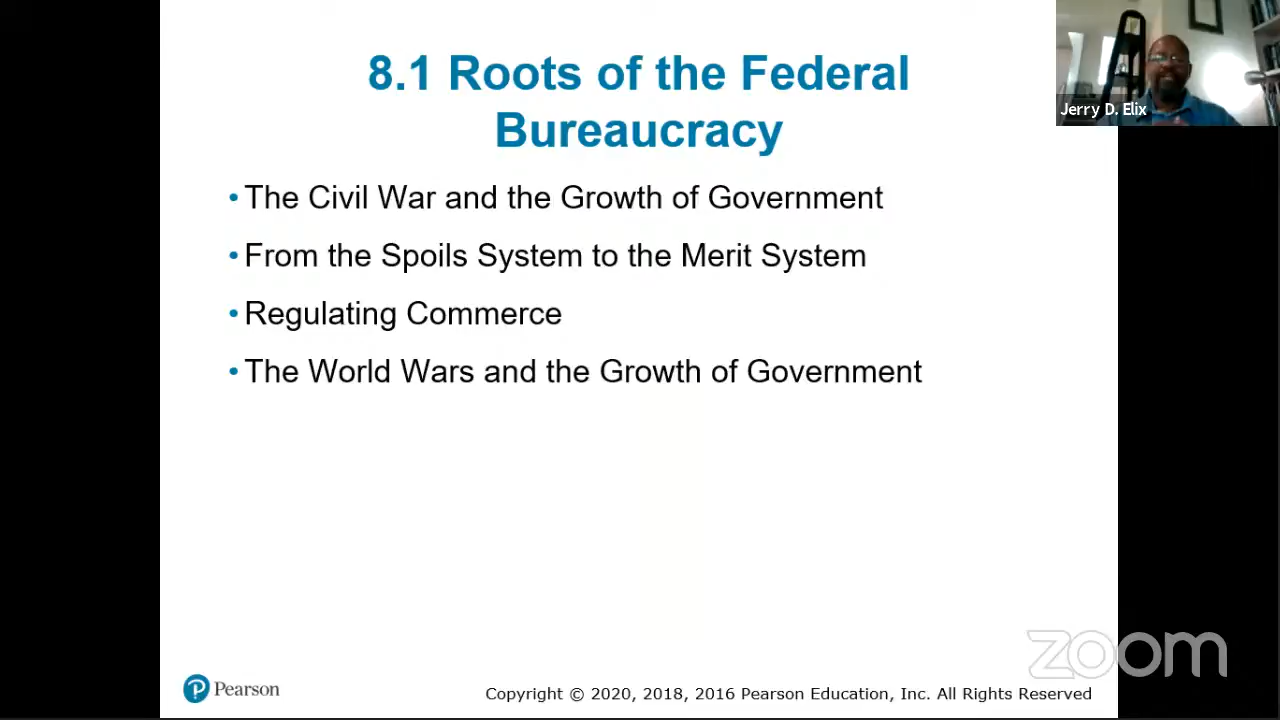 8.1 Roots of the Federal
Bureaucracy
Jerry D. Elix
• The Civil War and the Growth of Government
• From the Spoils System to the Merit System
• Regulating Commerce
• The World Wars and the Growth of Government
zoom
P Pearson
Copyright © 2020, 2018, 2016 Pearson Education, Inc. All Rights Reserved